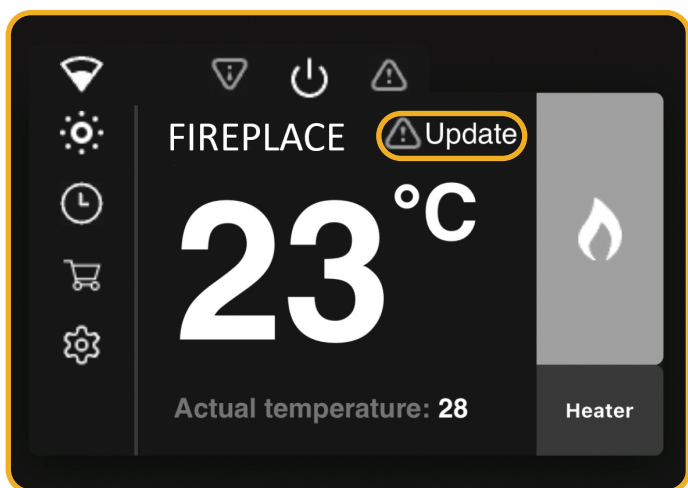 FIREPLACE
Update
23°C
Actual temperature: 28
Heater